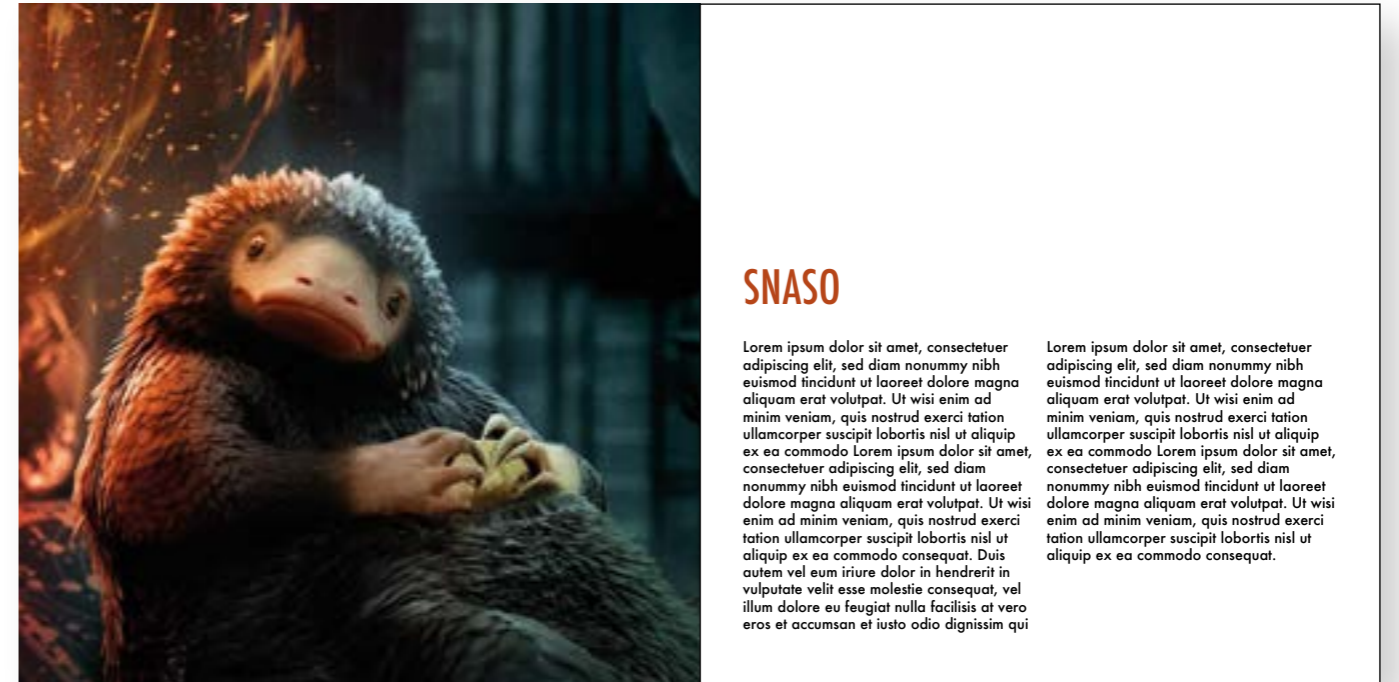 SNASO
Lorem ipsum dolor sit amet, consectetuer
adipiscing elit, sed diam nonummy nibh
euismod tincidunt ut laoreet dolore magna
aliquam erat volutpat. Ut wisi enim ad
minim veniam, quis nostrud exerci tation
ullamcorper suscipit lobortis nisl ut aliquip
ex ea commodo Lorem ipsum dolor sit amet,
consectetuer adipiscing elit, sed diam
nonummy nibh euismod tincidunt ut laoreet
dolore magna aliquam erat volutpat. Ut wisi
enim ad minim veniam, quis nostrud exerci
tation ullamcorper suscipit lobortis nisl ut
aliquip ex ea commodo consequat. Duis
autem vel eum iriure dolor in hendrerit in
vulputate velit esse molestie consequat, vel
illum dolore eu feugiat nulla facilisis at vero
eros et accumsan et iusto odio dignissim qui
Lorem ipsum dolor sit amet, consectetuer
adipiscing elit, sed diam nonummy nibh
euismod tincidunt ut laoreet dolore magna
aliquam erat volutpat. Ut wisi enim ad
minim veniam, quis nostrud exerci tation
ullamcorper suscipit lobortis nisl ut aliquip
ex ea commodo Lorem ipsum dolor sit amet,
consectetuer adipiscing elit, sed diam
nonummy nibh euismod tincidunt ut laoreet
dolore magna aliquam erat volutpat. Ut wisi
enim ad minim veniam, quis nostrud exerci
tation ullamcorper suscipit lobortis nisl ut
aliquip ex ea commodo consequat.